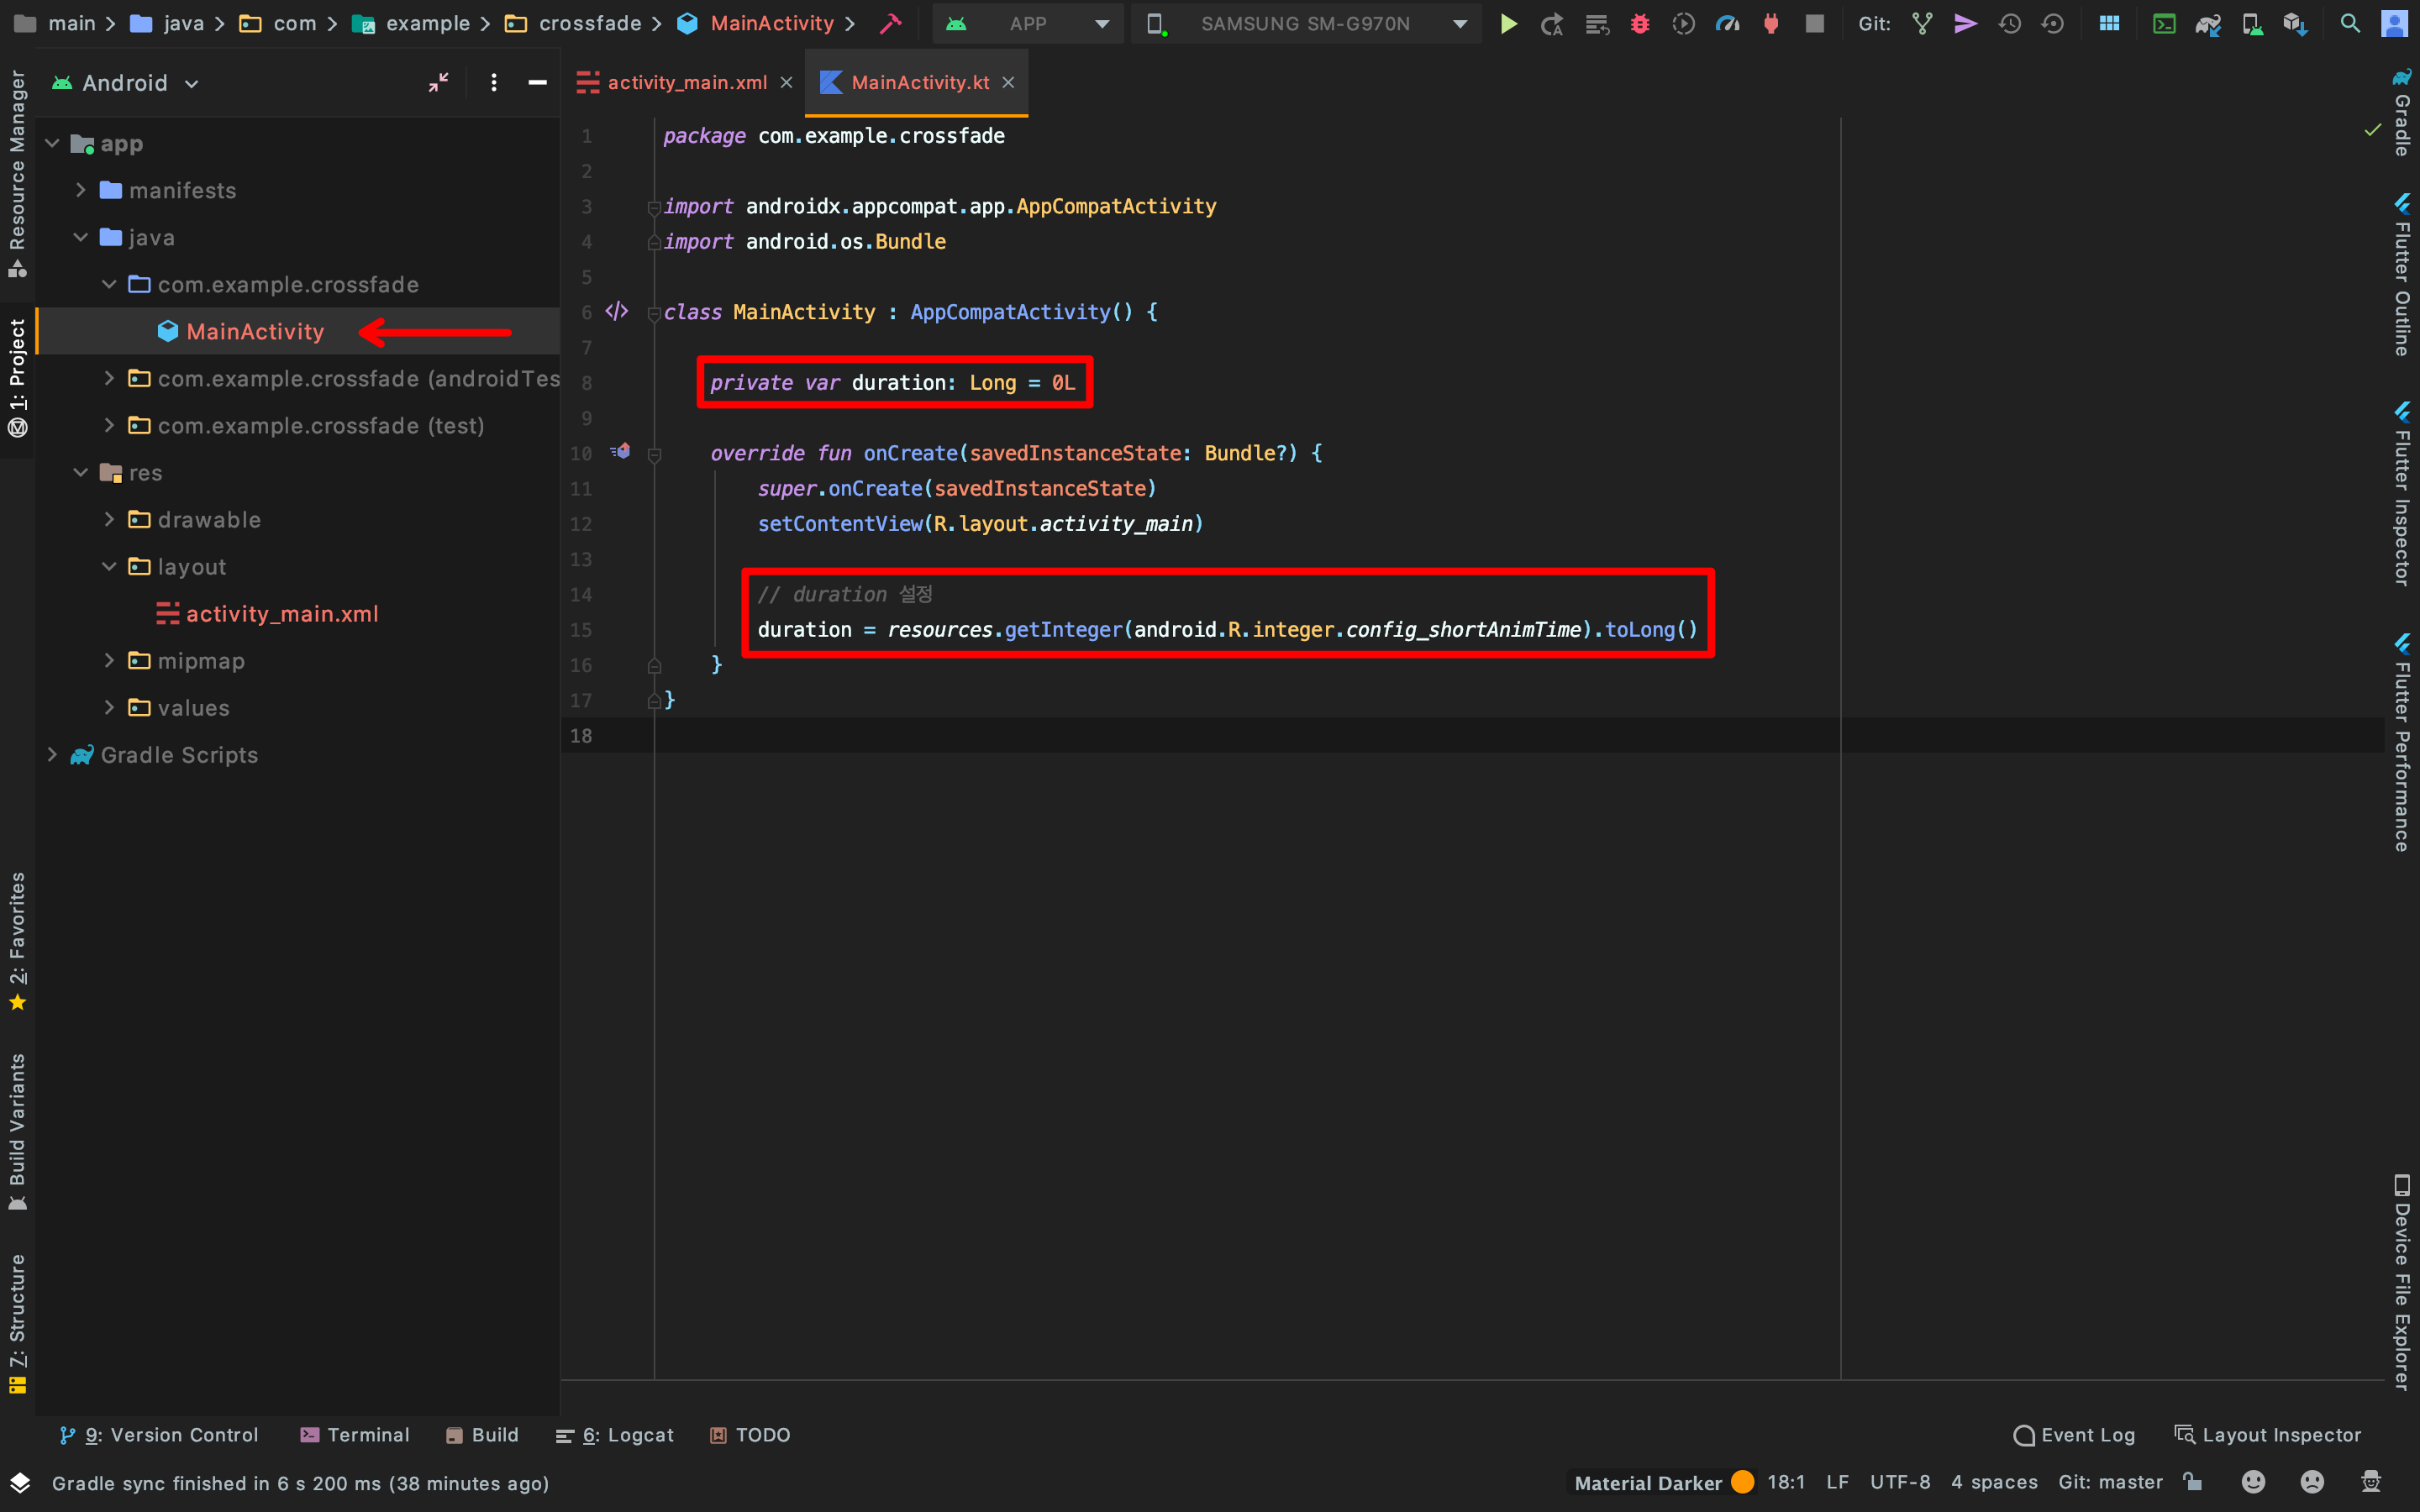 main java com example crossfade MainActivity APP SAMSUNG SM-G970N Git:
Resource Manager
1: Project
2: Favorites
Build Variants
7: Structure
Android
app
manifests
java
com.example.crossfade
MainActivity
com.example.crossfade (androidTes
com.example.crossfade (test)
res
drawable
layout
activity_main.xml
mipmap
values
Gradle Scripts
activity_main.xml MainActivity.kt
1 package com.example.crossfade
2
3 import androidx.appcompat.app.AppCompatActivity
4 import android.os.Bundle
5
6 class MainActivity : AppCompatActivity() {
7
8 private var duration: Long = 0L
9
10 override fun onCreate(savedInstanceState: Bundle?) {
11 super.onCreate(savedInstanceState)
12 setContentView(R.layout.activity_main)
13
14 // duration 설정
15 duration = resources.getInteger(android.R.integer.config_shortAnimTime).toLong()
16 }
17 }
18
Gradle
Flutter Outline
Flutter Inspector
Flutter Performance
Device File Explorer
9: Version Control Terminal Build 6: Logcat TODO Event Log Layout Inspector
Gradle sync finished in 6 s 200 ms (38 minutes ago) Material Darker 18:1 LF UTF-8 4 spaces Git: master